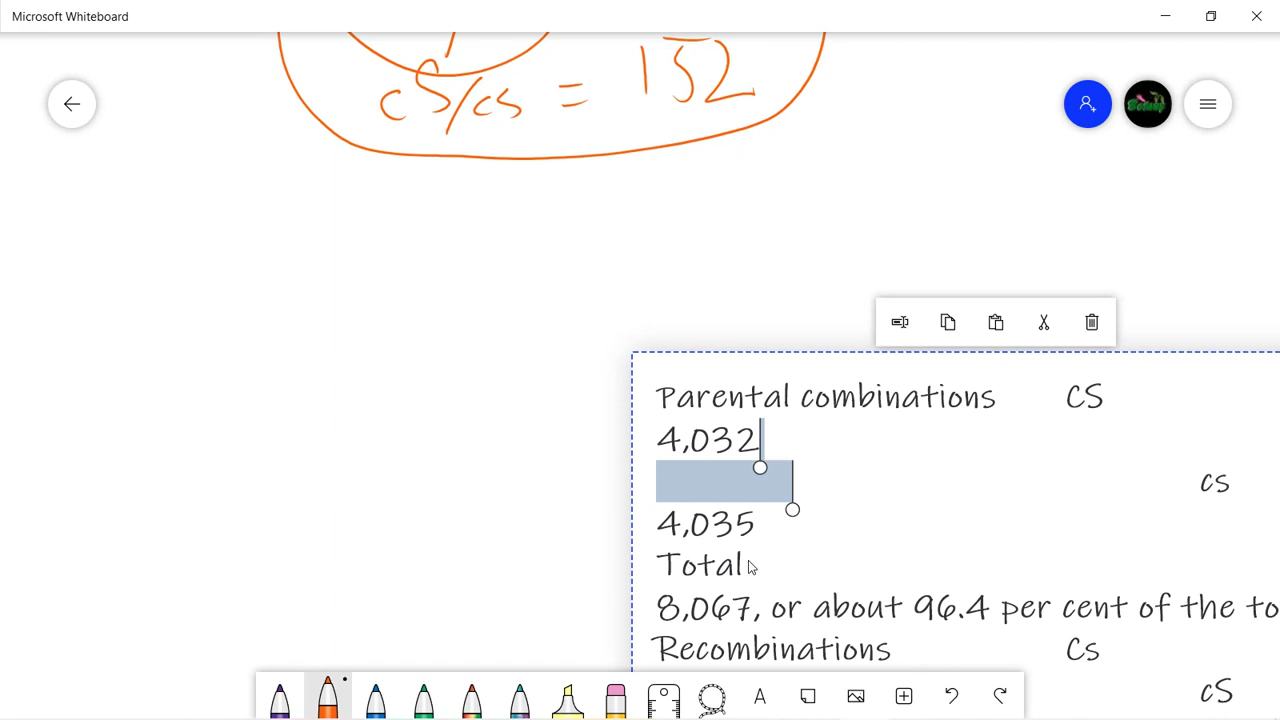 Microsoft Whiteboard
cS/cs = 152
Parental combinations CS
4,032
cs
4,035
Total
8,067, or about 96.4 per cent of the to
Recombinations Cs
cS
A